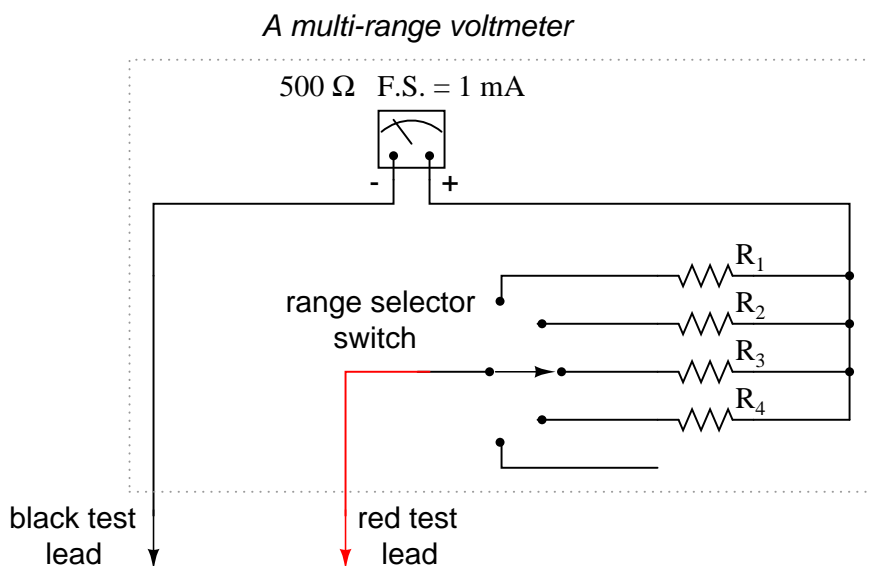 A multi-range voltmeter
500 Ω F.S. = 1 mA
- +
R1
range selector
switch
R2
R3
R4
black test
lead
red test
lead